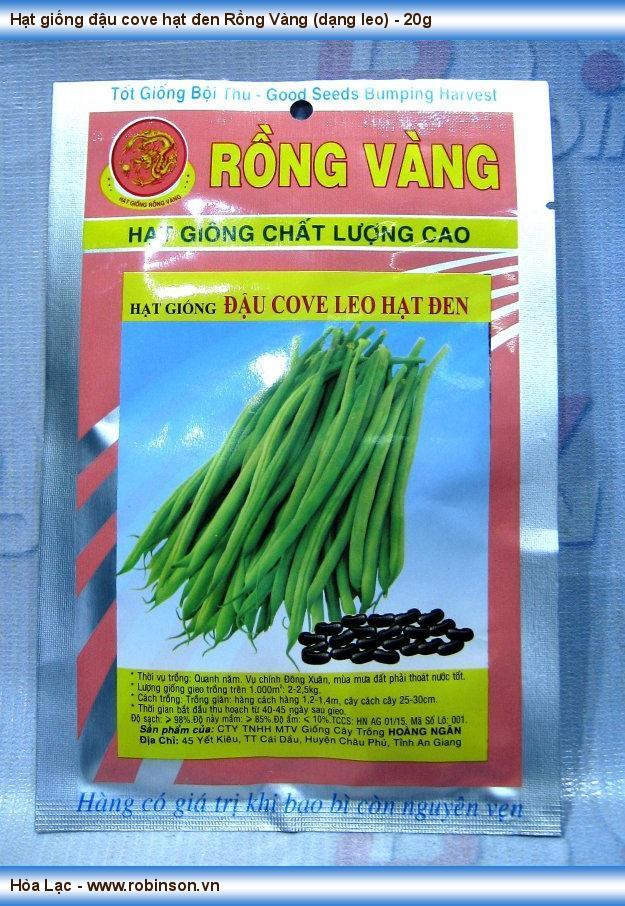 Hạt giống đậu cove hạt đen Rồng Vàng (dạng leo) - 20g
Tốt Giống Bội Thu - Good Seeds Bumping Harvest
HẠT GIỐNG RỒNG VÀNG
RỒNG VÀNG
HẠT GIỐNG CHẤT LƯỢNG CAO
HẠT GIỐNG ĐẬU COVE LEO HẠT ĐEN
* Thời vụ trồng: Quanh năm. Vụ chính Đông Xuân, mùa mưa đất phải thoát nước tốt.
* Lượng giống gieo trồng trên 1.000m²: 2-2,5kg.
* Cách trồng: Trồng giàn: hàng cách hàng 1,2-1,4m, cây cách cây 25-30cm.
* Thời gian bắt đầu thu hoạch từ 40-45 ngày sau gieo.
Độ sạch: ≥ 98%.Độ nảy mầm: ≥ 85%.Độ ẩm: ≤ 10%.TCCS: HN AG 01/15. Mã Số Lô: 001.
Sản phẩm của: CTY TNHH MTV Giống Cây Trồng HOÀNG NGÂN
Địa Chỉ: 45 Yết Kiêu, TT Cái Dầu, Huyện Châu Phú, Tỉnh An Giang
Hàng có giá trị khi bao bì còn nguyên vẹn
Hòa Lạc - www.robinson.vn